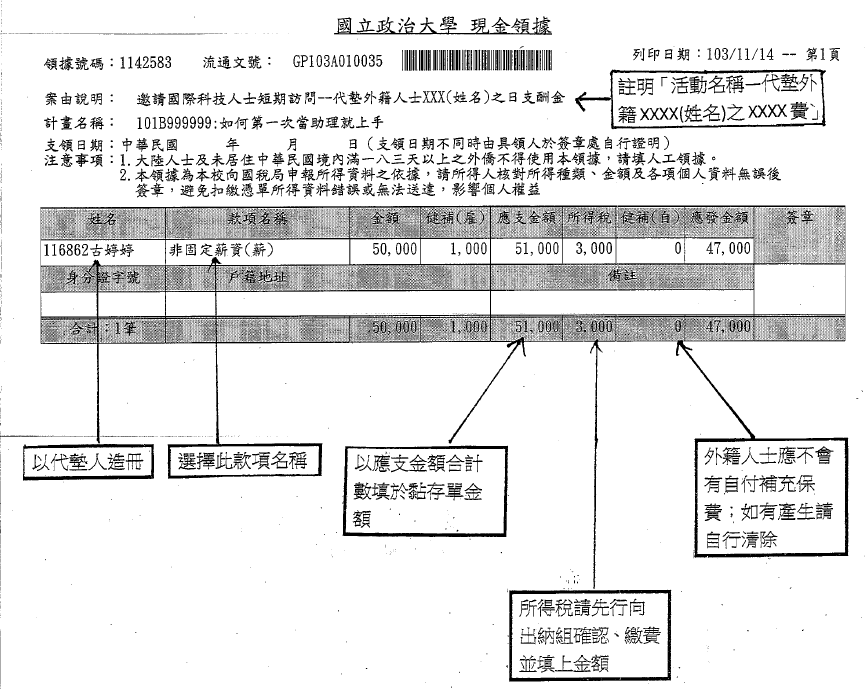 國立政治大學 現金領據
領據號碼：1142583 流通文號： GP103A010035 列印日期：103/11/14 -- 第1頁
案由說明： 邀請國際科技人士短期訪問--代墊外籍人士XXX(姓名)之日支酬金
註明「活動名稱—代墊外
籍XXXX(姓名)之XXXX費」
計畫名稱： 101B999999:如何第一次當助理就上手
支領日期：中華民國 年 月 日（支領日期不同時由具領人於簽章處自行證明）
注意事項：1.大陸人士及未居住中華民國境內滿一八三天以上之外僑不得使用本領據，請填人工領據。
2.本領據為本校向國稅局申報所得資料之依據，請所得人核對所得種類、金額及各項個人資料無誤後
簽章，避免扣繳憑單所得資料錯誤或無法送達，影響個人權益
姓名 款項名稱 金額 健補(雇) 應支金額 所得稅 健補(自) 應發金額 簽章
116862古婷婷 非固定薪資(薪) 50,000 1,000 51,000 3,000 0 47,000
身分證字號 戶籍地址 備註
合計：1筆 50,000 1,000 51,000 3,000 0 47,000
以代墊人造冊
選擇此款項名稱
以應支金額合計
數填於黏存單金
額
外籍人士應不會
有自付補充保
費；如有產生請
自行清除
所得稅請先行向
出納組確認、繳費
並填上金額